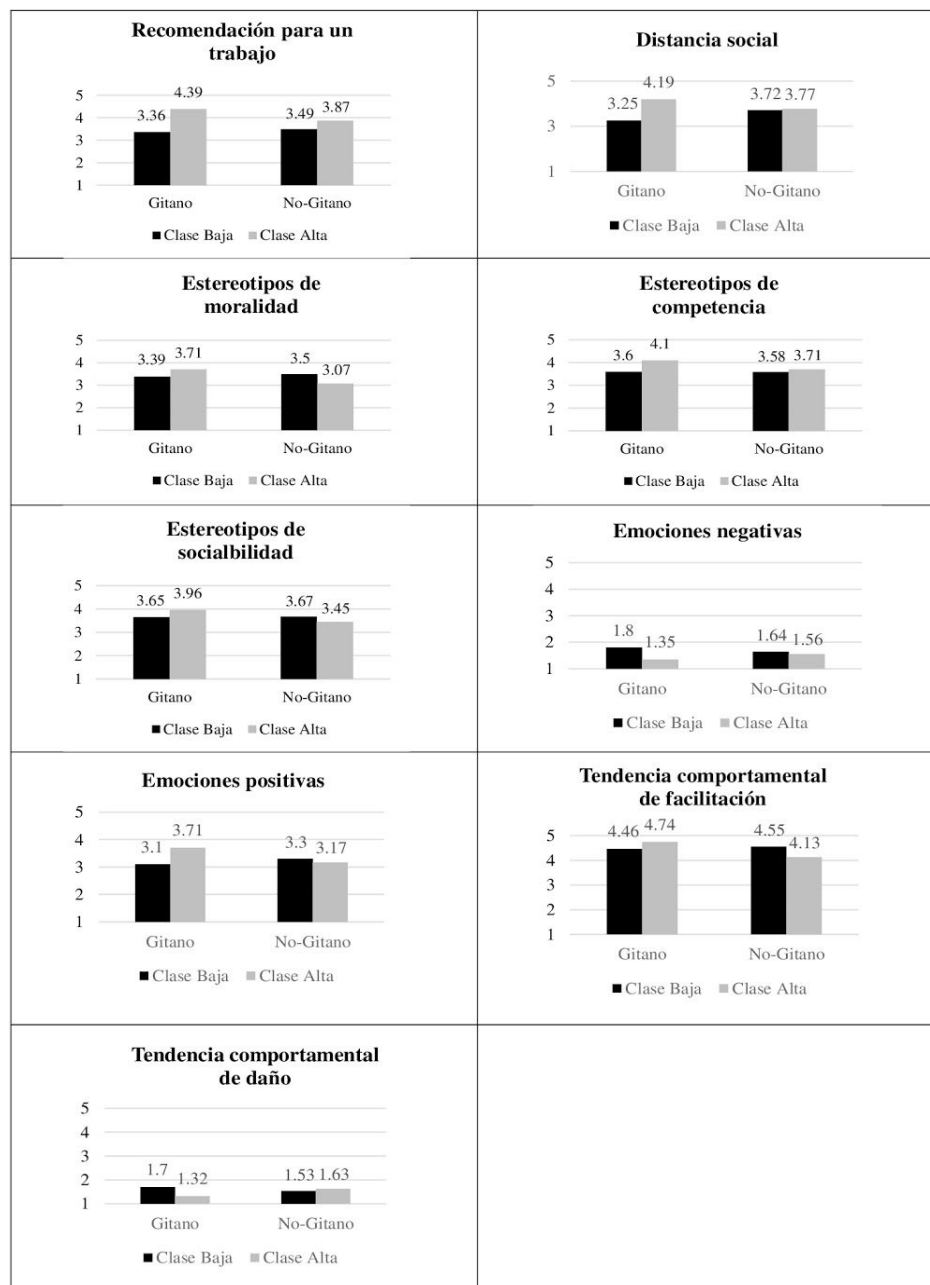 Recomendación para un
trabajo
4.39
5
3.36
3.49
3.87
4
3
2
1
Gitano
No-Gitano
Clase Baja
Clase Alta
Distancia social
5
4.19
3.25
3.72
3.77
3
1
Gitano
No-Gitano
Clase Baja
Clase Alta
Estereotipos de
moralidad
5
3.39
3.71
3.5
3.07
4
3
2
1
Gitano
No-Gitano
Clase Baja
Clase Alta
Estereotipos de
competencia
5
3.6
4.1
3.58
3.71
4
3
2
1
Gitano
No-Gitano
Clase Baja
Clase Alta
Estereotipos de
socialbilidad
5
3.65
3.96
3.67
3.45
4
3
2
1
Gitano
No-Gitano
Clase Baja
Clase Alta
Emociones negativas
5
4
3
2
1.8
1.35
1.64
1.56
1
Gitano
No-Gitano
Clase Baja
Clase Alta
Emociones positivas
5
4
3.1
3.71
3.3
3.17
3
2
1
Gitano
No-Gitano
Clase Baja
Clase Alta
Tendencia comportamental
de facilitación
5
4.46
4.74
4.55
4.13
4
3
2
1
Gitano
No-Gitano
Clase Baja
Clase Alta
Tendencia comportamental
de daño
5
4
3
2
1.7
1.32
1.53
1.63
1
Gitano
No-Gitano
Clase Baja
Clase Alta